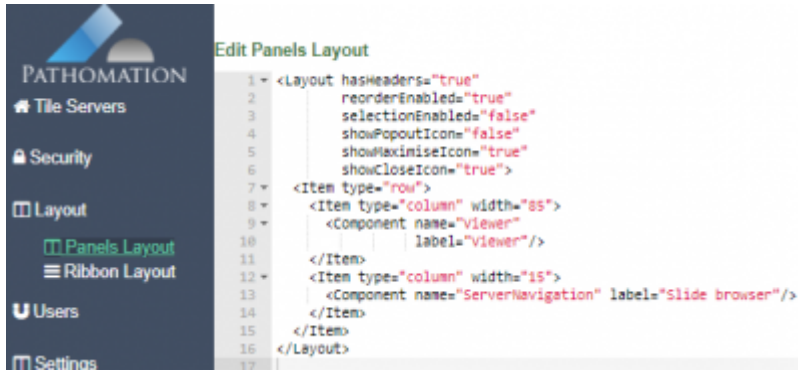 PATHOMATION
Tile Servers
Security
Layout
Panels Layout
Ribbon Layout
Users
Settings
Edit Panels Layout
1 <Layout hasHeaders="true"
2 reorderEnabled="true"
3 selectionEnabled="false"
4 showPopoutIcon="false"
5 showMaximiseIcon="true"
6 showCloseIcon="true">
7 <Item type="row">
8 <Item type="column" width="85">
9 <Component name="Viewer"
10 label="Viewer"/>
11 </Item>
12 <Item type="column" width="15">
13 <Component name="ServerNavigation" label="Slide browser"/>
14 </Item>
15 </Item>
16 </Layout>
17